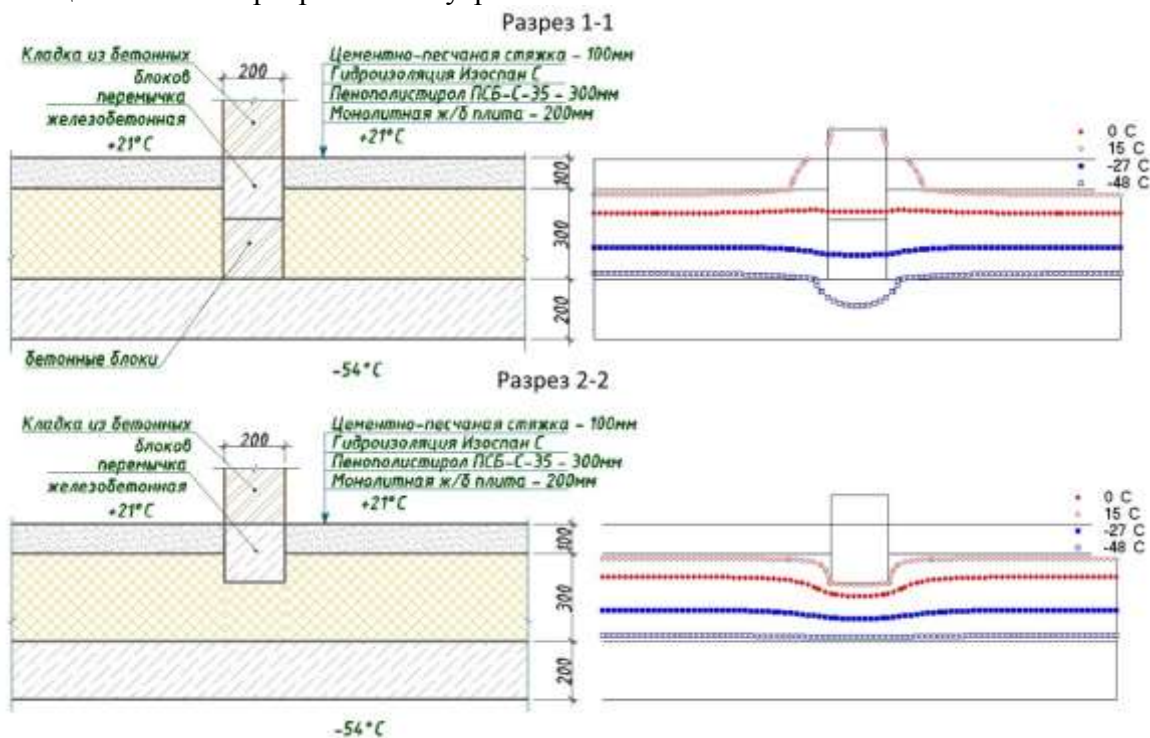 Разрез 1-1
Кладка из бетонных
блоков
перемычка
железобетонная
+21°C
200
Цементно-песчаная стяжка - 100мм
Гидроизоляция Изоспан С
Пенополистирол ПСБ-С-35 - 300мм
Монолитная ж/б плита - 200мм
+21°C
100
300
200
бетонные блоки
-54°C
0 C
15 C
-27 C
-48 C
Разрез 2-2
Кладка из бетонных
блоков
перемычка
железобетонная
+21°C
200
Цементно-песчаная стяжка - 100мм
Гидроизоляция Изоспан С
Пенополистирол ПСБ-С-35 - 300мм
Монолитная ж/б плита - 200мм
+21°C
100
300
200
-54°C
0 C
15 C
-27 C
-48 C